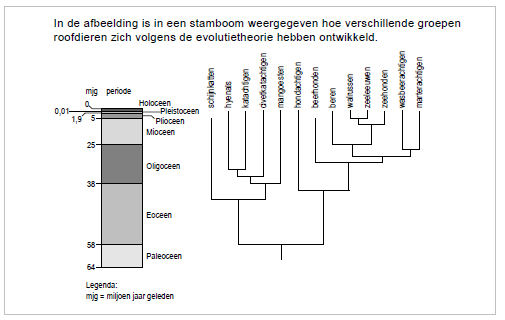 In de afbeelding is in een stamboom weergegeven hoe verschillende groepen
roofdieren zich volgens de evolutietheorie hebben ontwikkeld.
mjg periode
0 Holoceen
0,01 Pleistoceen
1,9 Plioceen
5
Mioceen
25
Oligoceen
38
Eoceen
58
Paleoceen
64
Legenda:
mjg = miljoen jaar geleden
schijnkatten
hyena's
katachtigen
civetkatachtigen
mangoesten
hondachtigen
beerhonden
beren
walrussen
zeeleeuwen
zeehonden
wasbeerachtigen
marterachtigen